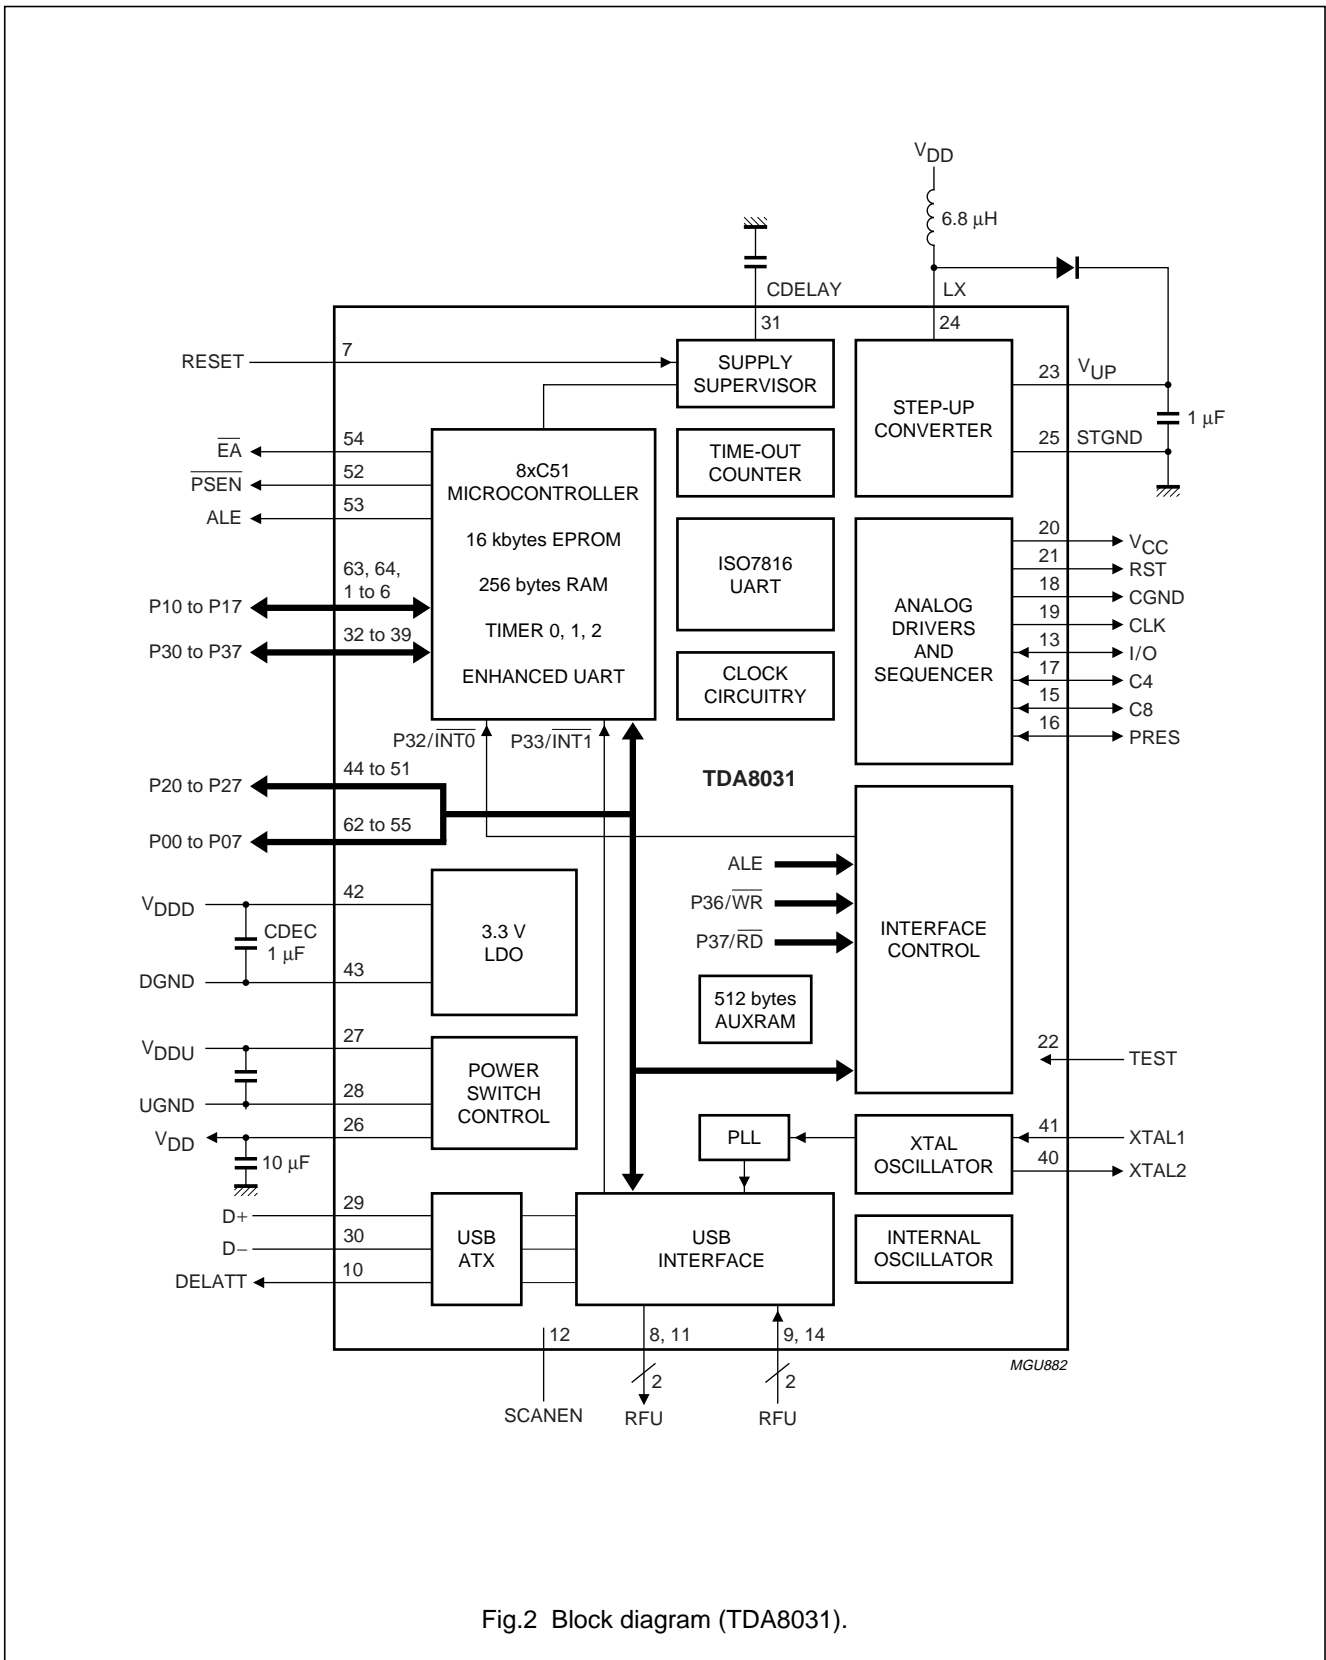 VDD
6.8 μH
CDELAY
LX
31
24
RESET
7
SUPPLY
SUPERVISOR
STEP-UP
CONVERTER
23
VUP
1 μF
25
STGND
EA
54
PSEN
52
ALE
53
8xC51
MICROCONTROLLER
16 kbytes EPROM
256 bytes RAM
TIMER 0, 1, 2
ENHANCED UART
TIME-OUT
COUNTER
ISO7816
UART
CLOCK
CIRCUITRY
ANALOG
DRIVERS
AND
SEQUENCER
20
VCC
21
RST
18
CGND
19
CLK
13
I/O
17
C4
15
C8
16
PRES
63, 64,
1 to 6
P10 to P17
32 to 39
P30 to P37
P32/INT0
P33/INT1
TDA8031
44 to 51
P20 to P27
62 to 55
P00 to P07
ALE
P36/WR
P37/RD
INTERFACE
CONTROL
512 bytes
AUXRAM
VDDD
42
CDEC
1 μF
DGND
43
3.3 V
LDO
VDDU
27
UGND
28
VDD
26
10 μF
POWER
SWITCH
CONTROL
22
TEST
PLL
XTAL
OSCILLATOR
41
XTAL1
40
XTAL2
D+
29
D−
30
DELATT
10
USB
ATX
USB
INTERFACE
INTERNAL
OSCILLATOR
12
8, 11
9, 14
2
2
SCANEN
RFU
RFU
MGU882
Fig.2 Block diagram (TDA8031).